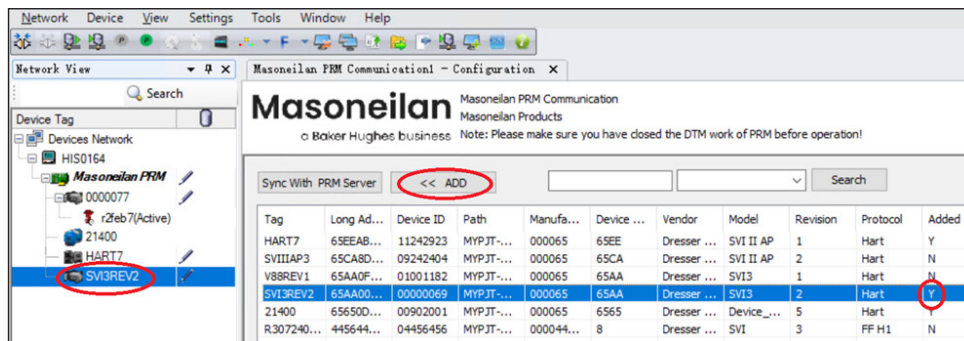 Network Device View Settings Tools Window Help
Network View
Masoneilan PRM Communication1 - Configuration X
Search
Device Tag
Devices Network
HIS0164
Masoneilan PRM
0000077
r2feb7(Active)
21400
HART7
SVI3REV2
Masoneilan
a Baker Hughes business
Masoneilan PRM Communication
Masoneilan Products
Note: Please make sure you have closed the DTM work of PRM before operation!
Sync With PRM Server << ADD Search
Tag Long Ad... Device ID Path Manufa... Device ... Vendor Model Revision Protocol Added
HART7 65EEAB... 11242923 MYPJT-... 000065 65EE Dresser ... SVI II AP 1 Hart Y
SVIIIAP3 65CA8D... 09242404 MYPJT-... 000065 65CA Dresser ... SVI II AP 2 Hart N
V88REV1 65AA0F... 01001182 MYPJT-... 000065 65AA Dresser ... SVI3 1 Hart N
SVI3REV2 65AA00... 00000069 MYPJT-... 000065 65AA Dresser ... SVI3 2 Hart Y
21400 65650D... 00902001 MYPJT-... 000065 6565 Dresser ... Device_... 5 Hart Y
R307240... 445644... 04456456 MYPJT-... 000044... 8 Dresser ... SVI 3 FF H1 N